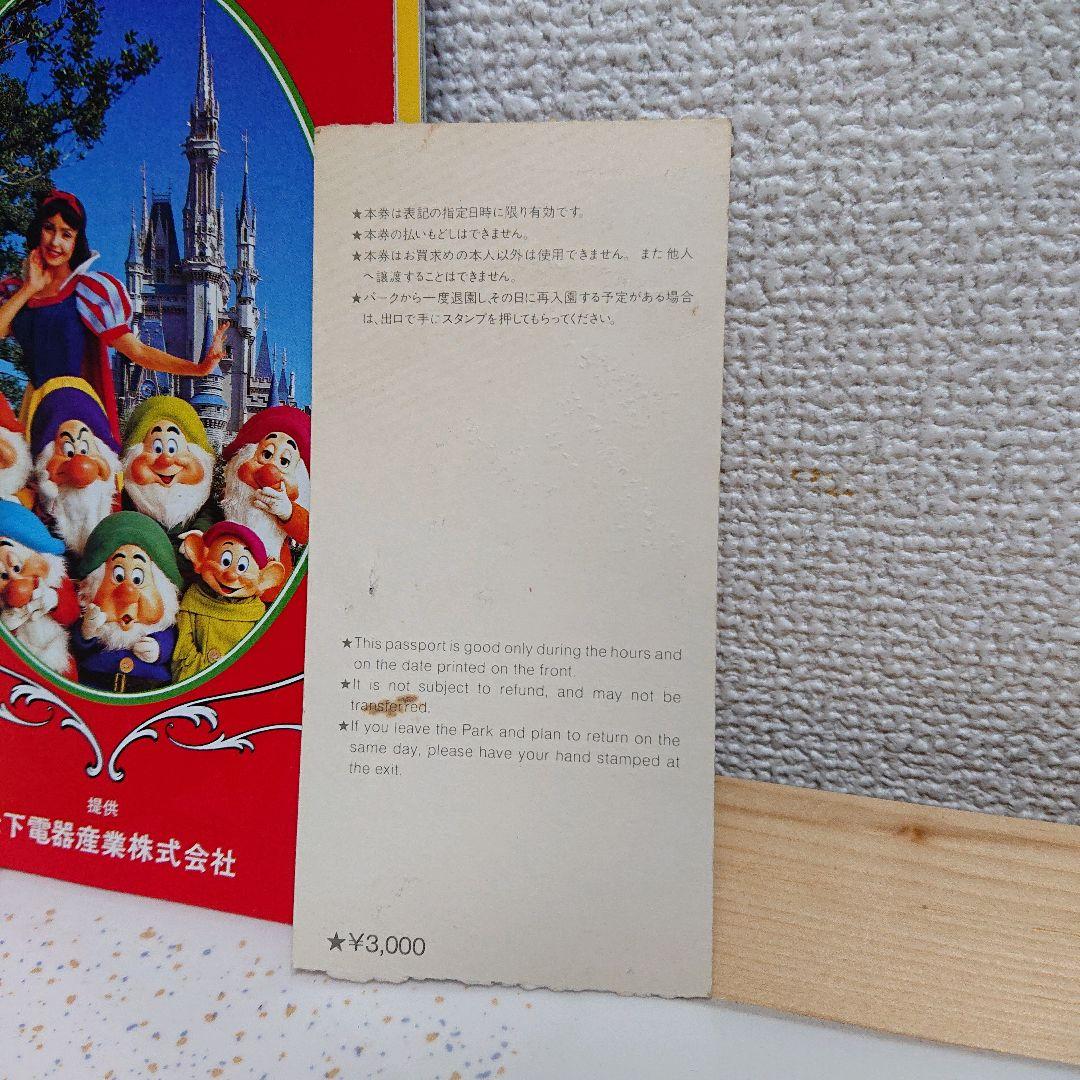 ★本券は表記の指定日時に限り有効です。
★本券の払いもどしはできません。
★本券はお買求めの本人以外は使用できません。また他人
へ譲渡することはできません。
★パークから一度退園し、その日に再入園する予定がある場合
は、出口で手にスタンプを押してもらってください。
★This passport is good only during the hours and
on the date printed on the front.
★It is not subject to refund, and may not be
transferred.
★If you leave the Park and plan to return on the
same day, please have your hand stamped at
the exit.
★¥3,000
提供
下電器産業株式会社